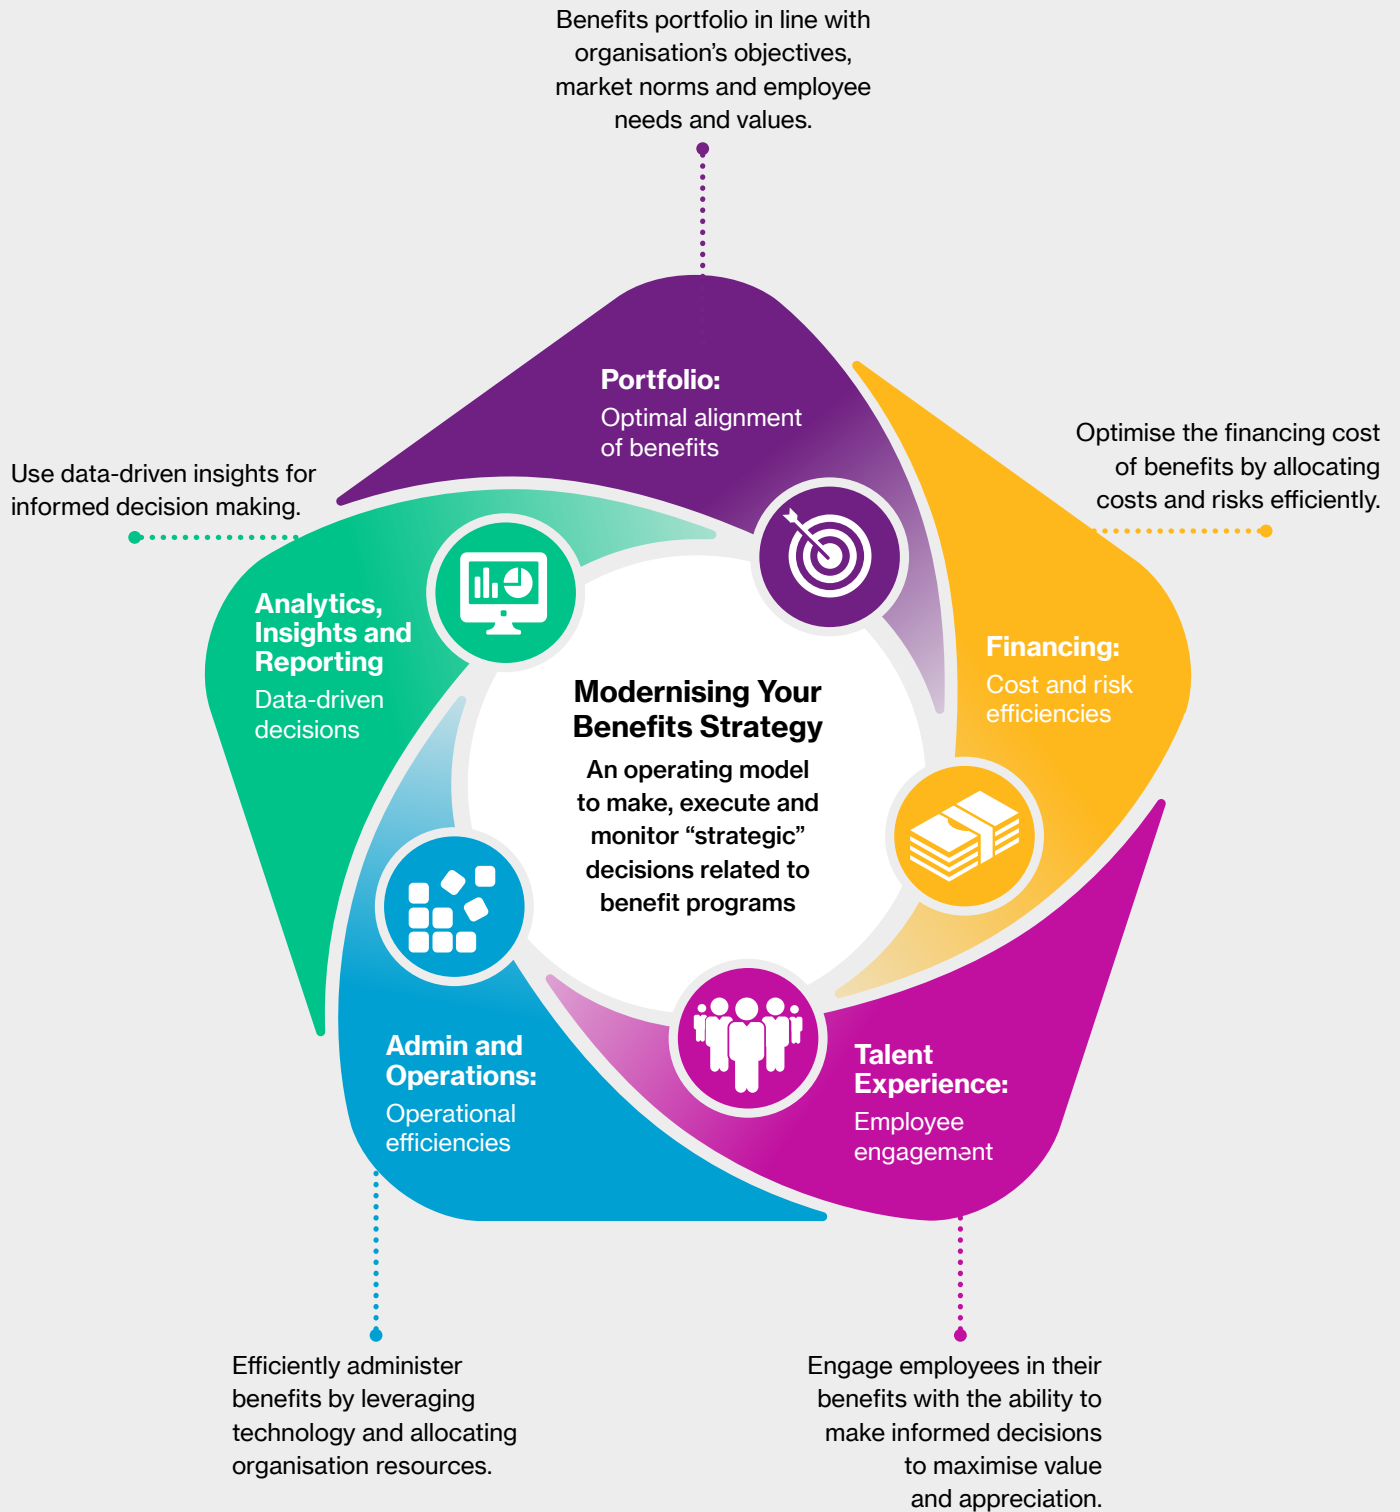 Benefits portfolio in line with
organisation’s objectives,
market norms and employee
needs and values.
Portfolio:
Optimal alignment
of benefits
Optimise the financing cost
of benefits by allocating
costs and risks efficiently.
Use data-driven insights for
informed decision making.
Analytics,
Insights and
Reporting
Data-driven
decisions
Financing:
Cost and risk
efficiencies
Modernising Your
Benefits Strategy
An operating model
to make, execute and
monitor “strategic”
decisions related to
benefit programs
Admin and
Operations:
Operational
efficiencies
Talent
Experience:
Employee
engagement
Efficiently administer
benefits by leveraging
technology and allocating
organisation resources.
Engage employees in their
benefits with the ability to
make informed decisions
to maximise value
and appreciation.